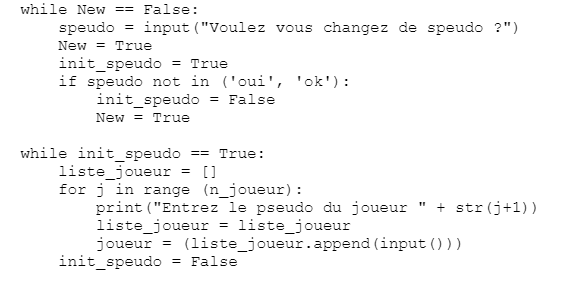 while New == False:
    speudo = input("Voulez vous changez de speudo ?")
    New = True
    init_speudo = True
    if speudo not in ('oui', 'ok'):
        init_speudo = False
        New = True

while init_speudo == True:
    liste_joueur = []
    for j in range (n_joueur):
        print("Entrez le pseudo du joueur " + str(j+1))
        liste_joueur = liste_joueur
        joueur = (liste_joueur.append(input()))
    init_speudo = False